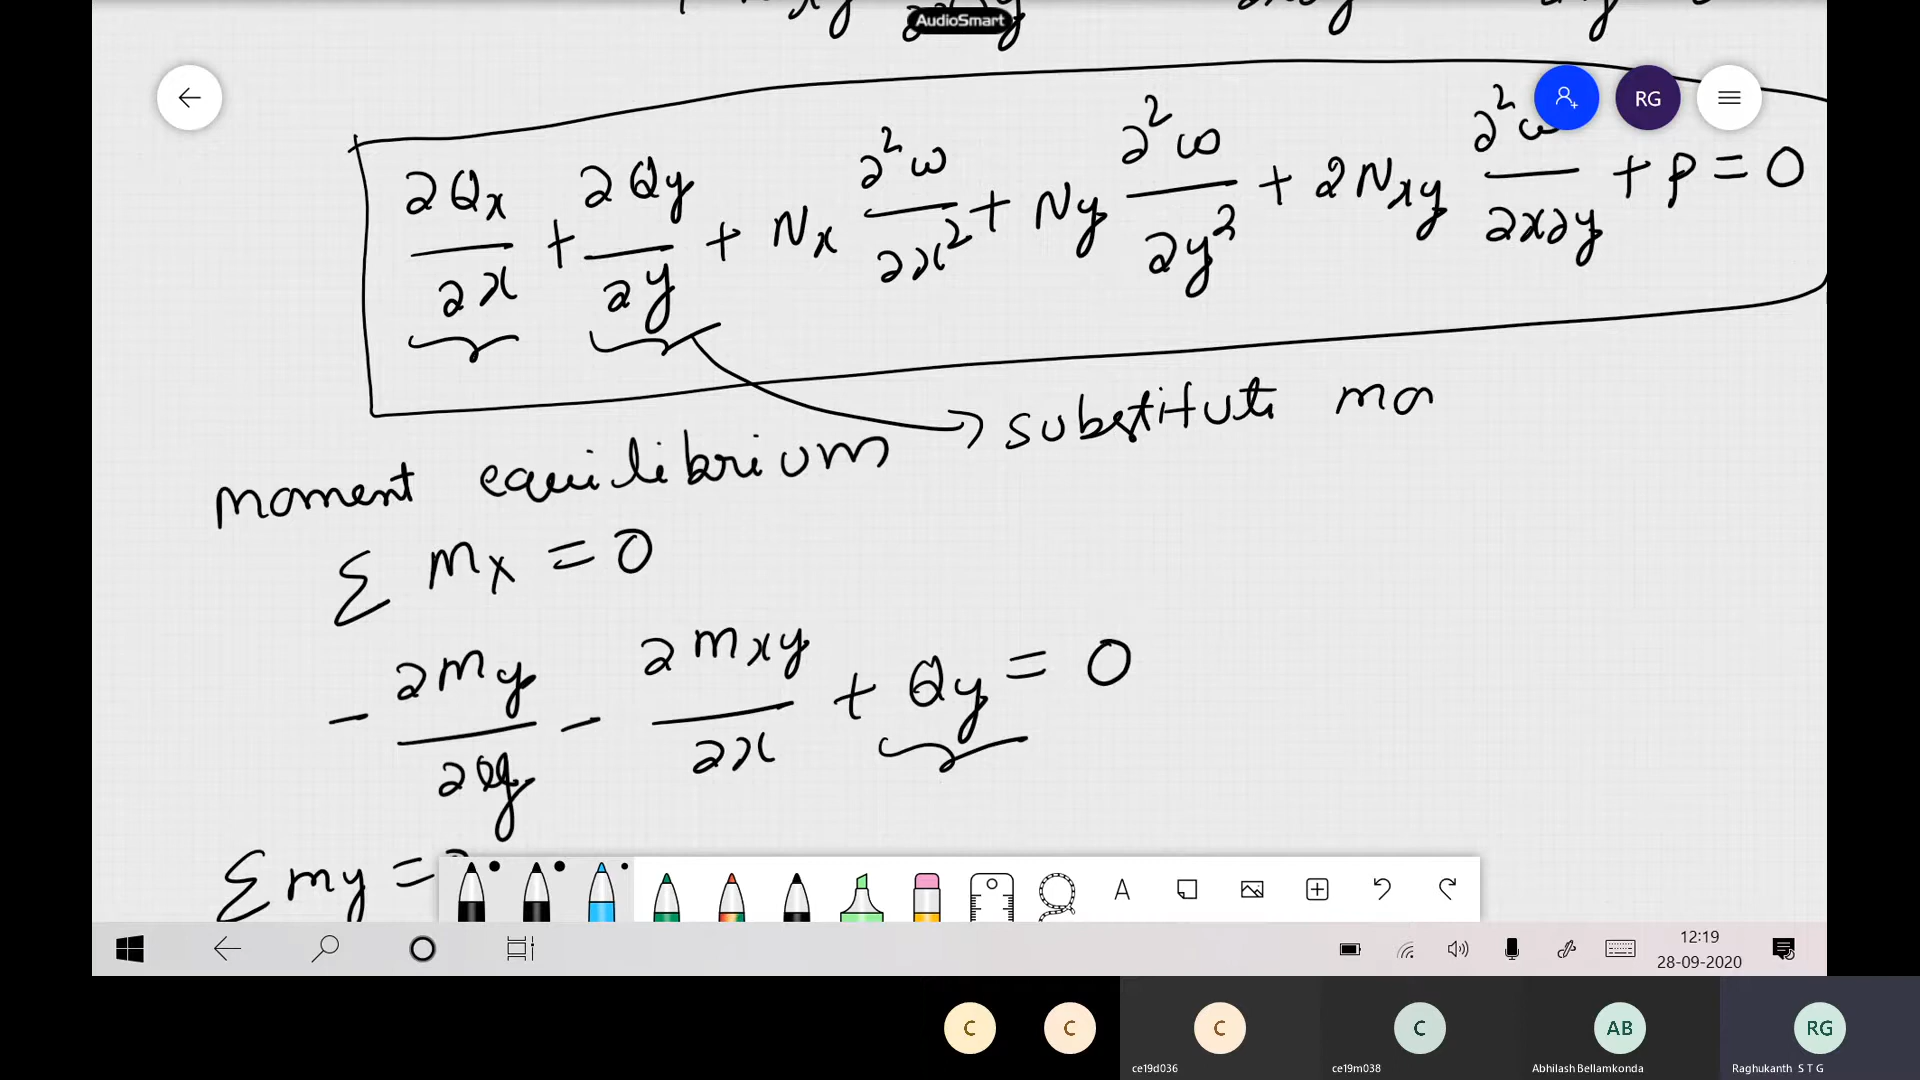 AudioSmart
RG
∂Qx/∂x + ∂Qy/∂y + Nx ∂²ω/∂x² + Ny ∂²ω/∂y² + 2Nxy ∂²ω/∂x∂y + P = 0
substitute mo
moment equilibrium
Σ Mx = 0
- ∂My/∂y - ∂Mxy/∂x + Qy = 0
Σ My =
A
12:19
28-09-2020
C C C C AB RG
ce19d036 ce19m038 Abhilash Bellamkonda Raghukanth S T G